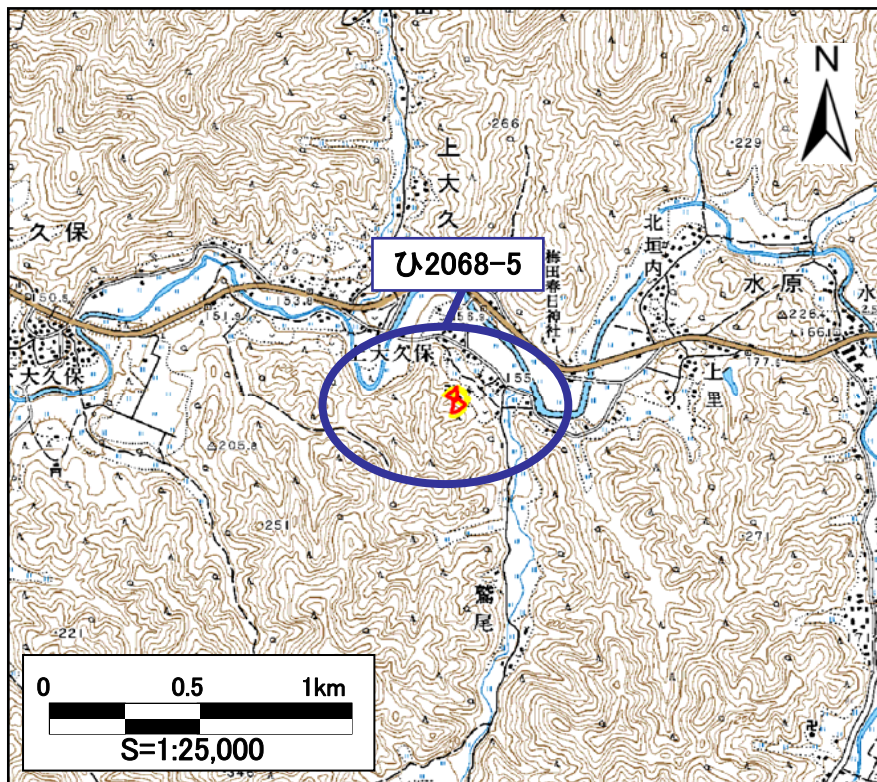 N
・266
上大久
・229
北垣内
久保
ひ2068-5
梅田春日神社
水原
水
150.5
151.9
153.8
226.4
166.1
177.5
上大久保
155
上里
大久保
205.8
・251
・271
鷲尾
・221
171
0 0.5 1km
S=1:25,000